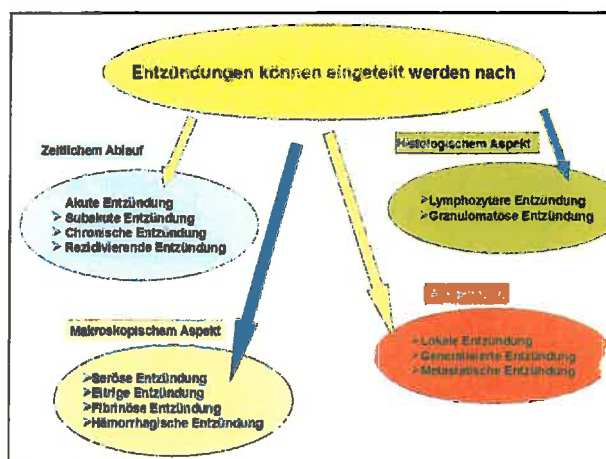 Entzündungen können eingeteilt werden nach
Zeitlichem Ablauf
Akute Entzündung
➢ Subakute Entzündung
➢ Chronische Entzündung
➢ Rezidivierende Entzündung
Histologischem Aspekt
➢Lymphozytäre Entzündung
➢Granulomatöse Entzündung
Makroskopischem Aspekt
➢Seröse Entzündung
➢Eitrige Entzündung
➢Fibrinöse Entzündung
➢Hämorrhagische Entzündung
➢Lokale Entzündung
➢Generalisierte Entzündung
➢Metastatische Entzündung